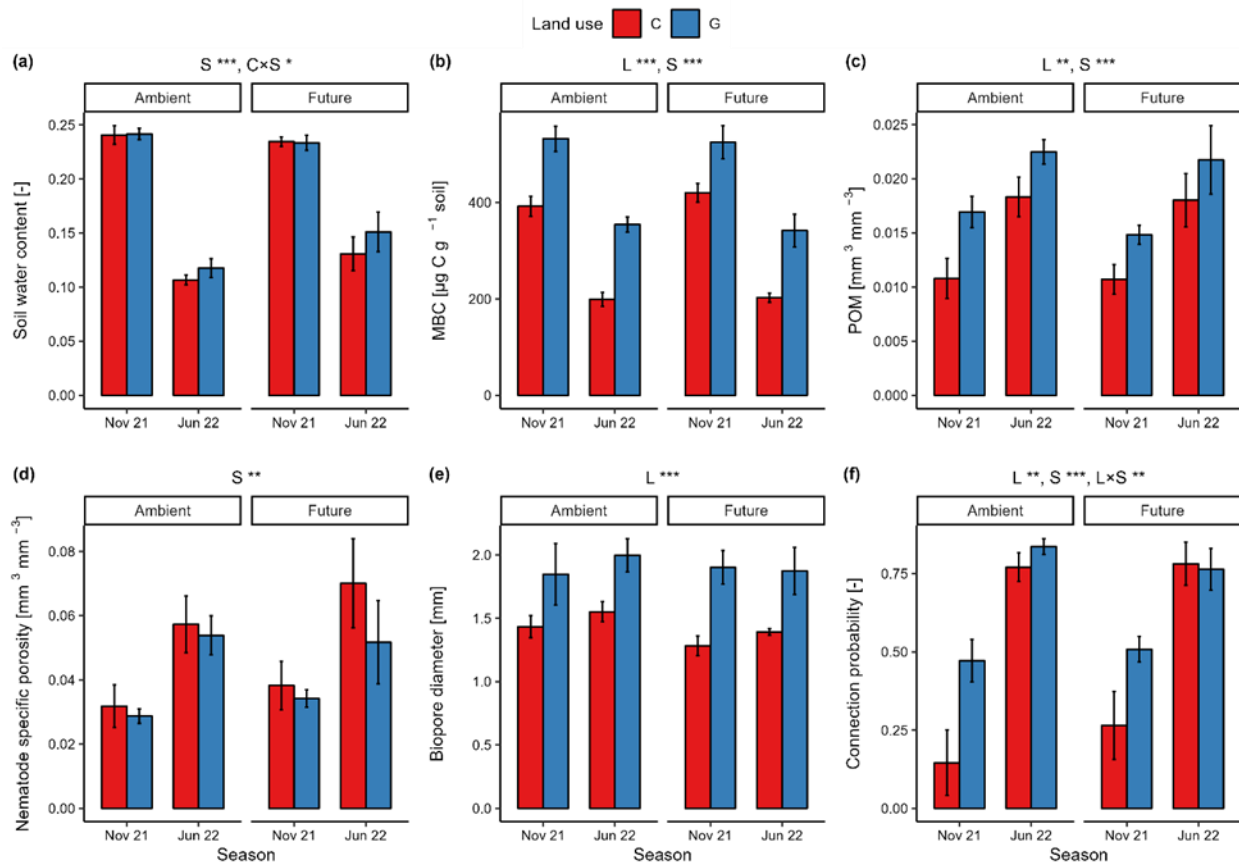 Land use C G
(a) S ***, C×S *
Ambient Future
Soil water content [-]
0.25
0.20
0.15
0.10
0.05
0.00
Nov 21 Jun 22 Nov 21 Jun 22
(b) L ***, S ***
Ambient Future
MBC [µg C g ⁻¹ soil]
400
200
0
Nov 21 Jun 22 Nov 21 Jun 22
(c) L **, S ***
Ambient Future
POM [mm ³ mm ⁻³]
0.025
0.020
0.015
0.010
0.005
0.000
Nov 21 Jun 22 Nov 21 Jun 22
(d) S **
Ambient Future
Nematode specific porosity [mm ³ mm ⁻³]
0.08
0.06
0.04
0.02
0.00
Nov 21 Jun 22 Nov 21 Jun 22
Season
(e) L ***
Ambient Future
Biopore diameter [mm]
2.0
1.5
1.0
0.5
0.0
Nov 21 Jun 22 Nov 21 Jun 22
Season
(f) L **, S ***, L×S **
Ambient Future
Connection probability [-]
0.75
0.50
0.25
0.00
Nov 21 Jun 22 Nov 21 Jun 22
Season